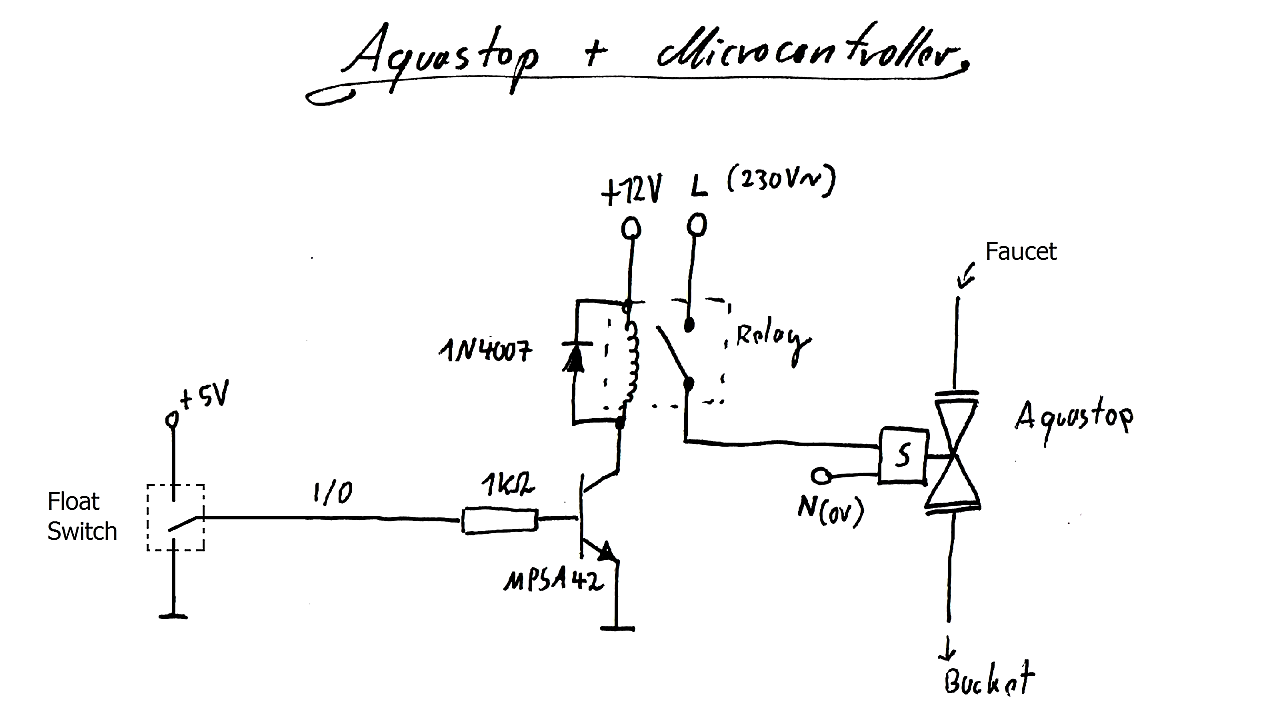 Aquastop + Microcontroller.
+12V L (230V~)
Faucet
1N4007
Relay
+5V
Aquastop
Float
Switch
I/O
1kΩ
S
N(0V)
MPSA42
Bucket